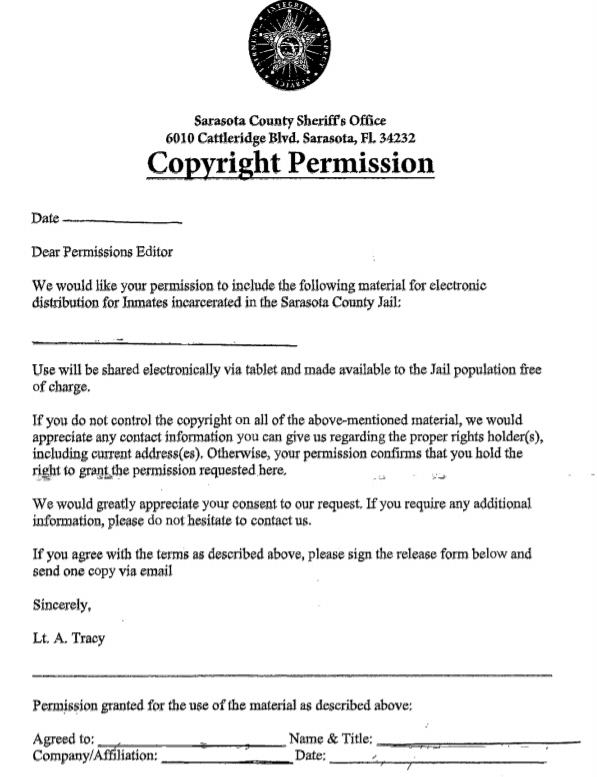 INTEGRITY
RESPECT
SERVICE
FAIRNESS
Sarasota County Sheriff's Office
6010 Cattleridge Blvd. Sarasota, FL 34232
Copyright Permission
Date
Dear Permissions Editor
We would like your permission to include the following material for electronic
distribution for Inmates incarcerated in the Sarasota County Jail:
Use will be shared electronically via tablet and made available to the Jail population free
of charge.
If you do not control the copyright on all of the above-mentioned material, we would
appreciate any contact information you can give us regarding the proper rights holder(s),
including current address(es). Otherwise, your permission confirms that you hold the
right to grant the permission requested here.
We would greatly appreciate your consent to our request. If you require any additional
information, please do not hesitate to contact us.
If you agree with the terms as described above, please sign the release form below and
send one copy via email
Sincerely,
Lt. A. Tracy
Permission granted for the use of the material as described above:
Agreed to: Name & Title:
Company/Affiliation: Date: